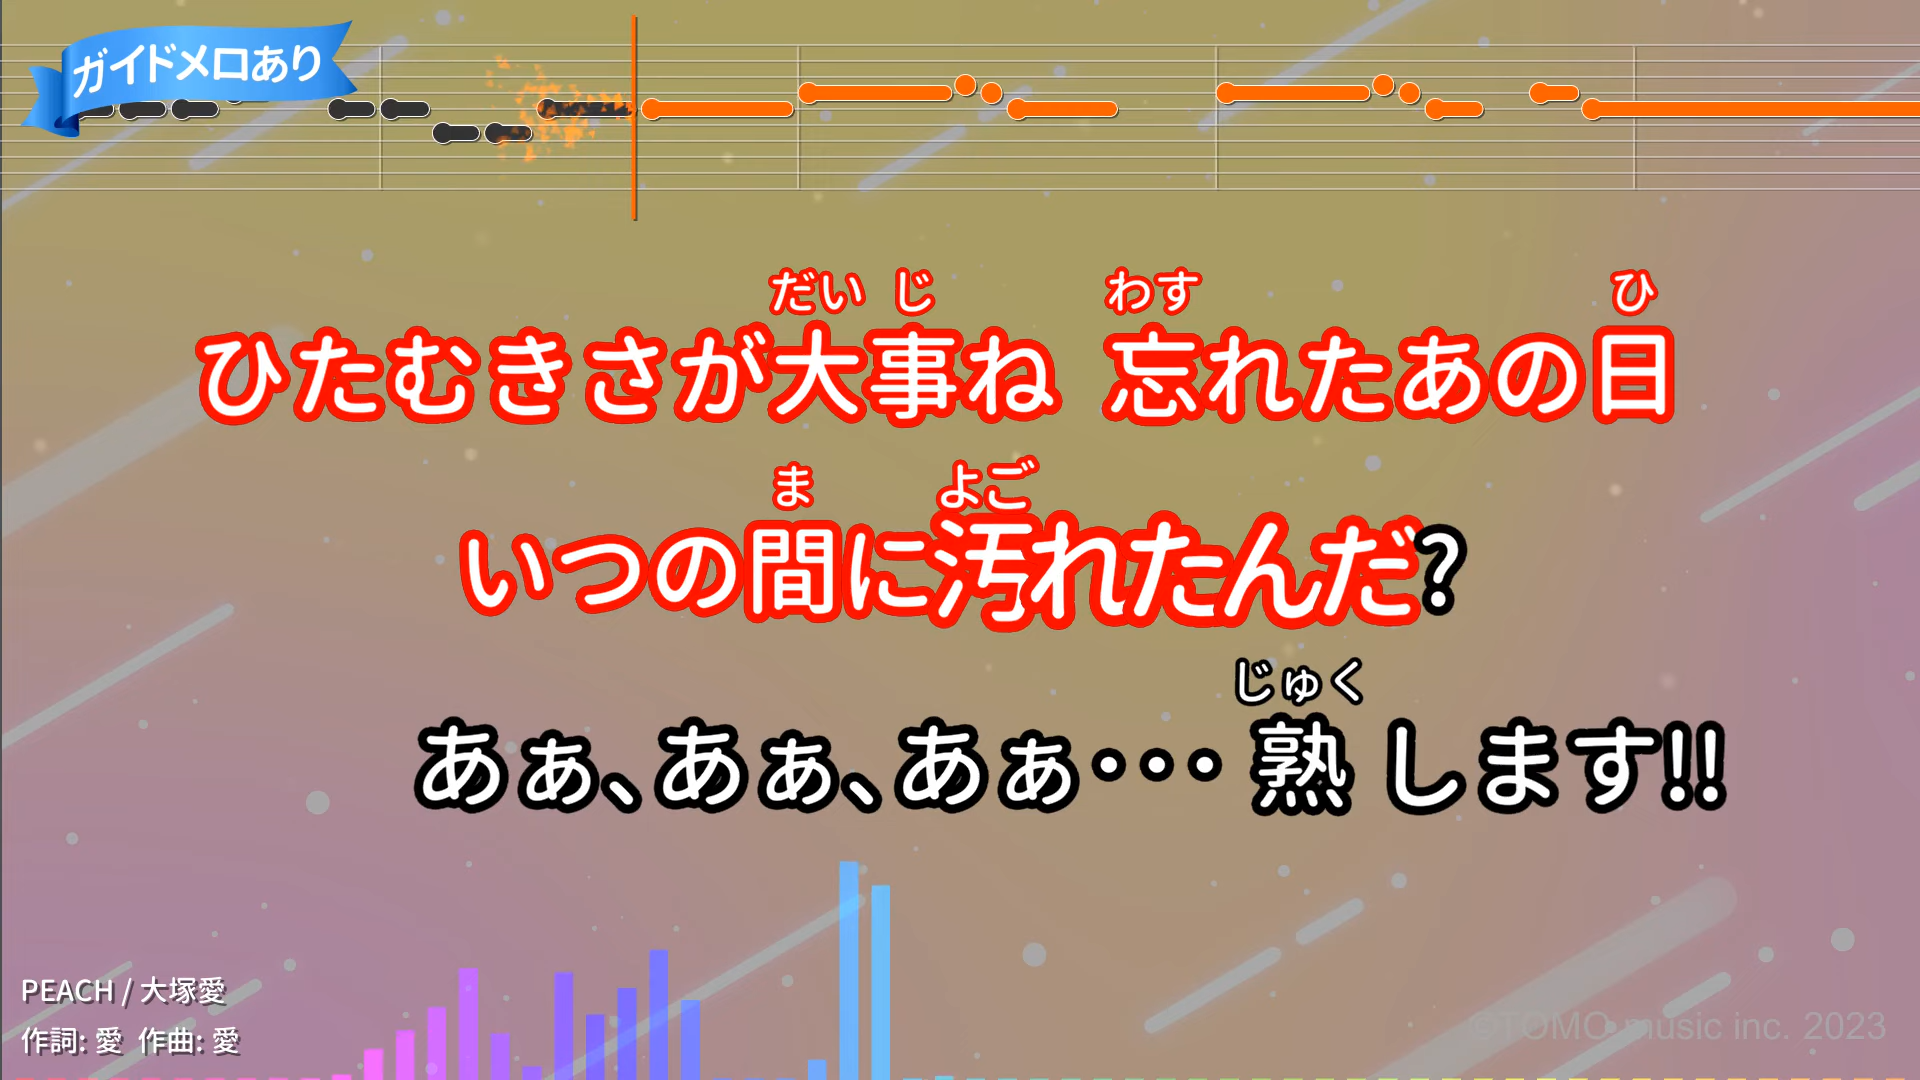 ガイドメロあり
だいじ わす ひ
ひたむきさが大事ね 忘れたあの日
ま よご
いつの間に汚れたんだ?
じゅく
あぁ、あぁ、あぁ・・・ 熟 します!!
PEACH / 大塚愛
作詞: 愛 作曲: 愛
©TOMO music inc. 2023